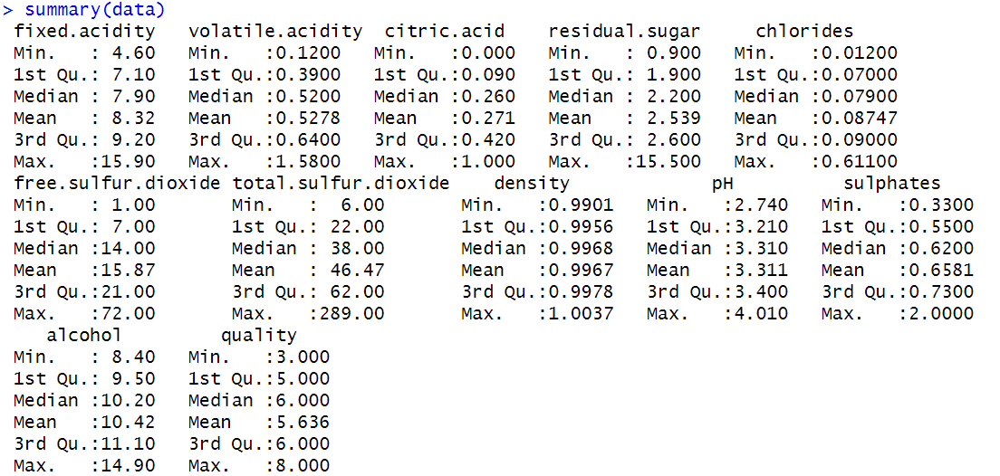 > summary(data)
 fixed.acidity   volatile.acidity  citric.acid    residual.sugar     chlorides
 Min.   : 4.60   Min.   :0.1200   Min.   :0.000   Min.   : 0.900   Min.   :0.01200
 1st Qu.: 7.10   1st Qu.:0.3900   1st Qu.:0.090   1st Qu.: 1.900   1st Qu.:0.07000
 Median : 7.90   Median :0.5200   Median :0.260   Median : 2.200   Median :0.07900
 Mean   : 8.32   Mean   :0.5278   Mean   :0.271   Mean   : 2.539   Mean   :0.08747
 3rd Qu.: 9.20   3rd Qu.:0.6400   3rd Qu.:0.420   3rd Qu.: 2.600   3rd Qu.:0.09000
 Max.   :15.90   Max.   :1.5800   Max.   :1.000   Max.   :15.500   Max.   :0.61100
 free.sulfur.dioxide total.sulfur.dioxide    density             pH          sulphates
 Min.   : 1.00       Min.   :  6.00       Min.   :0.9901   Min.   :2.740   Min.   :0.3300
 1st Qu.: 7.00       1st Qu.: 22.00       1st Qu.:0.9956   1st Qu.:3.210   1st Qu.:0.5500
 Median :14.00       Median : 38.00       Median :0.9968   Median :3.310   Median :0.6200
 Mean   :15.87       Mean   : 46.47       Mean   :0.9967   Mean   :3.311   Mean   :0.6581
 3rd Qu.:21.00       3rd Qu.: 62.00       3rd Qu.:0.9978   3rd Qu.:3.400   3rd Qu.:0.7300
 Max.   :72.00       Max.   :289.00       Max.   :1.0037   Max.   :4.010   Max.   :2.0000
    alcohol         quality
 Min.   : 8.40   Min.   :3.000
 1st Qu.: 9.50   1st Qu.:5.000
 Median :10.20   Median :6.000
 Mean   :10.42   Mean   :5.636
 3rd Qu.:11.10   3rd Qu.:6.000
 Max.   :14.90   Max.   :8.000